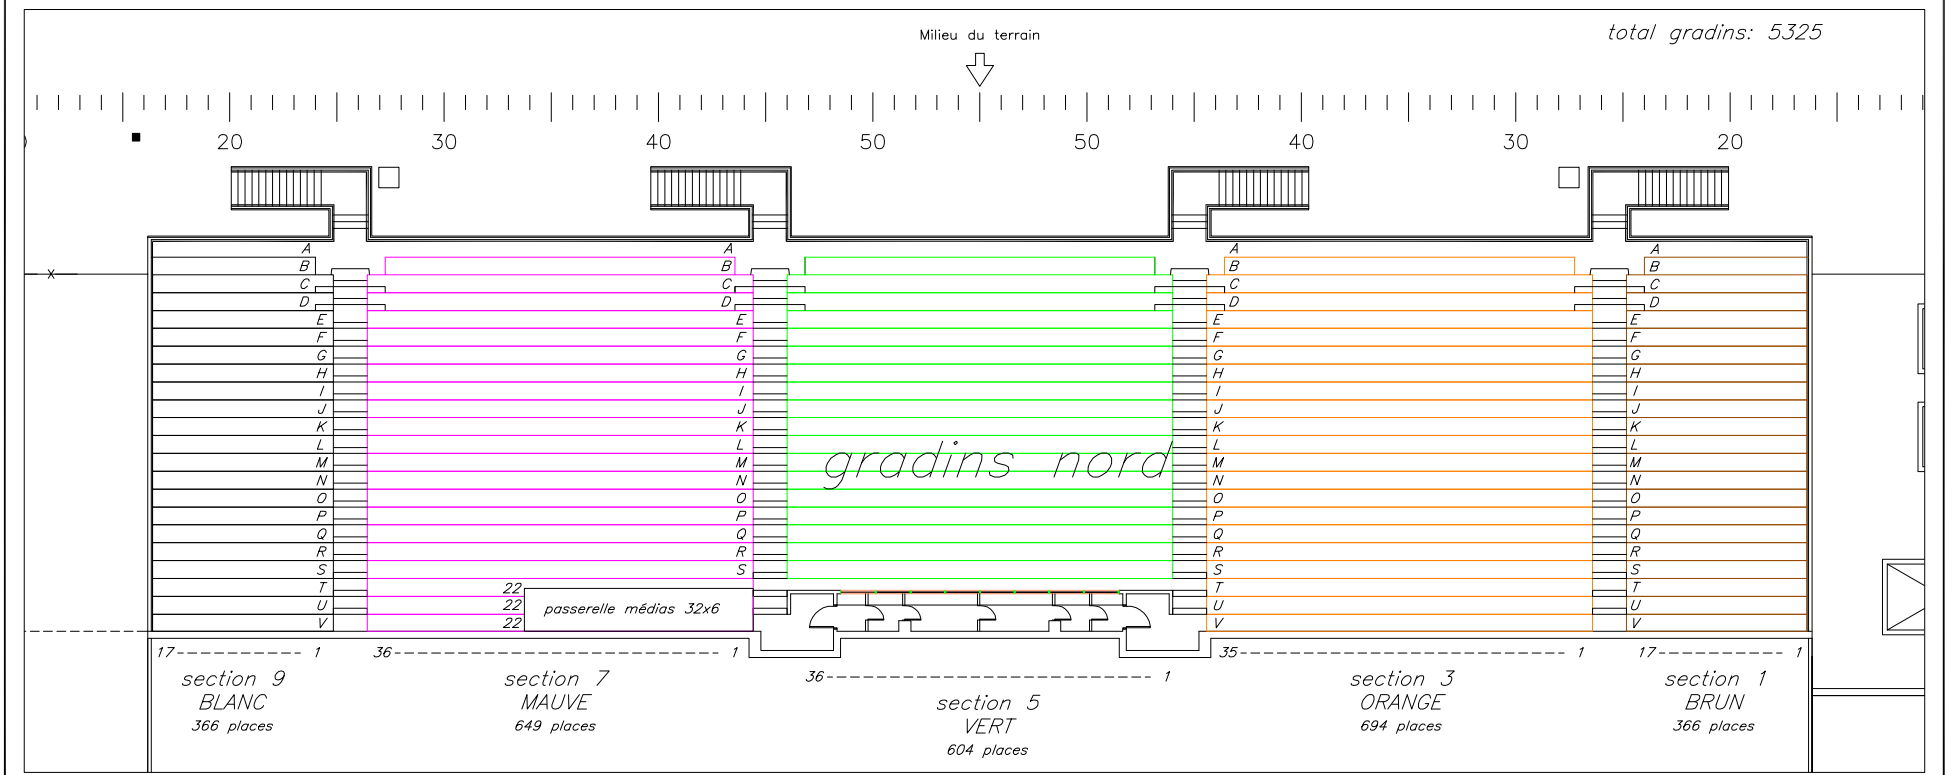 Milieu du terrain
total gradins: 5325
20 30 40 50 50 40 30 20
A A A A
B B B B
C C C C
D D D D
E E E E
F F F F
G G G G
H H H H
I I I I
J J J J
K K K K
L L L L
gradins nord
M M M M
N N N N
O O O O
P P P P
Q Q Q Q
R R R R
S S S S
T 22 T T
U 22 passerelle médias 32x6 U U
V 22 V V
17 1 36 1 35 1 17 1
36 1
section 9
BLANC
366 places
section 7
MAUVE
649 places
section 5
VERT
604 places
section 3
ORANGE
694 places
section 1
BRUN
366 places
x